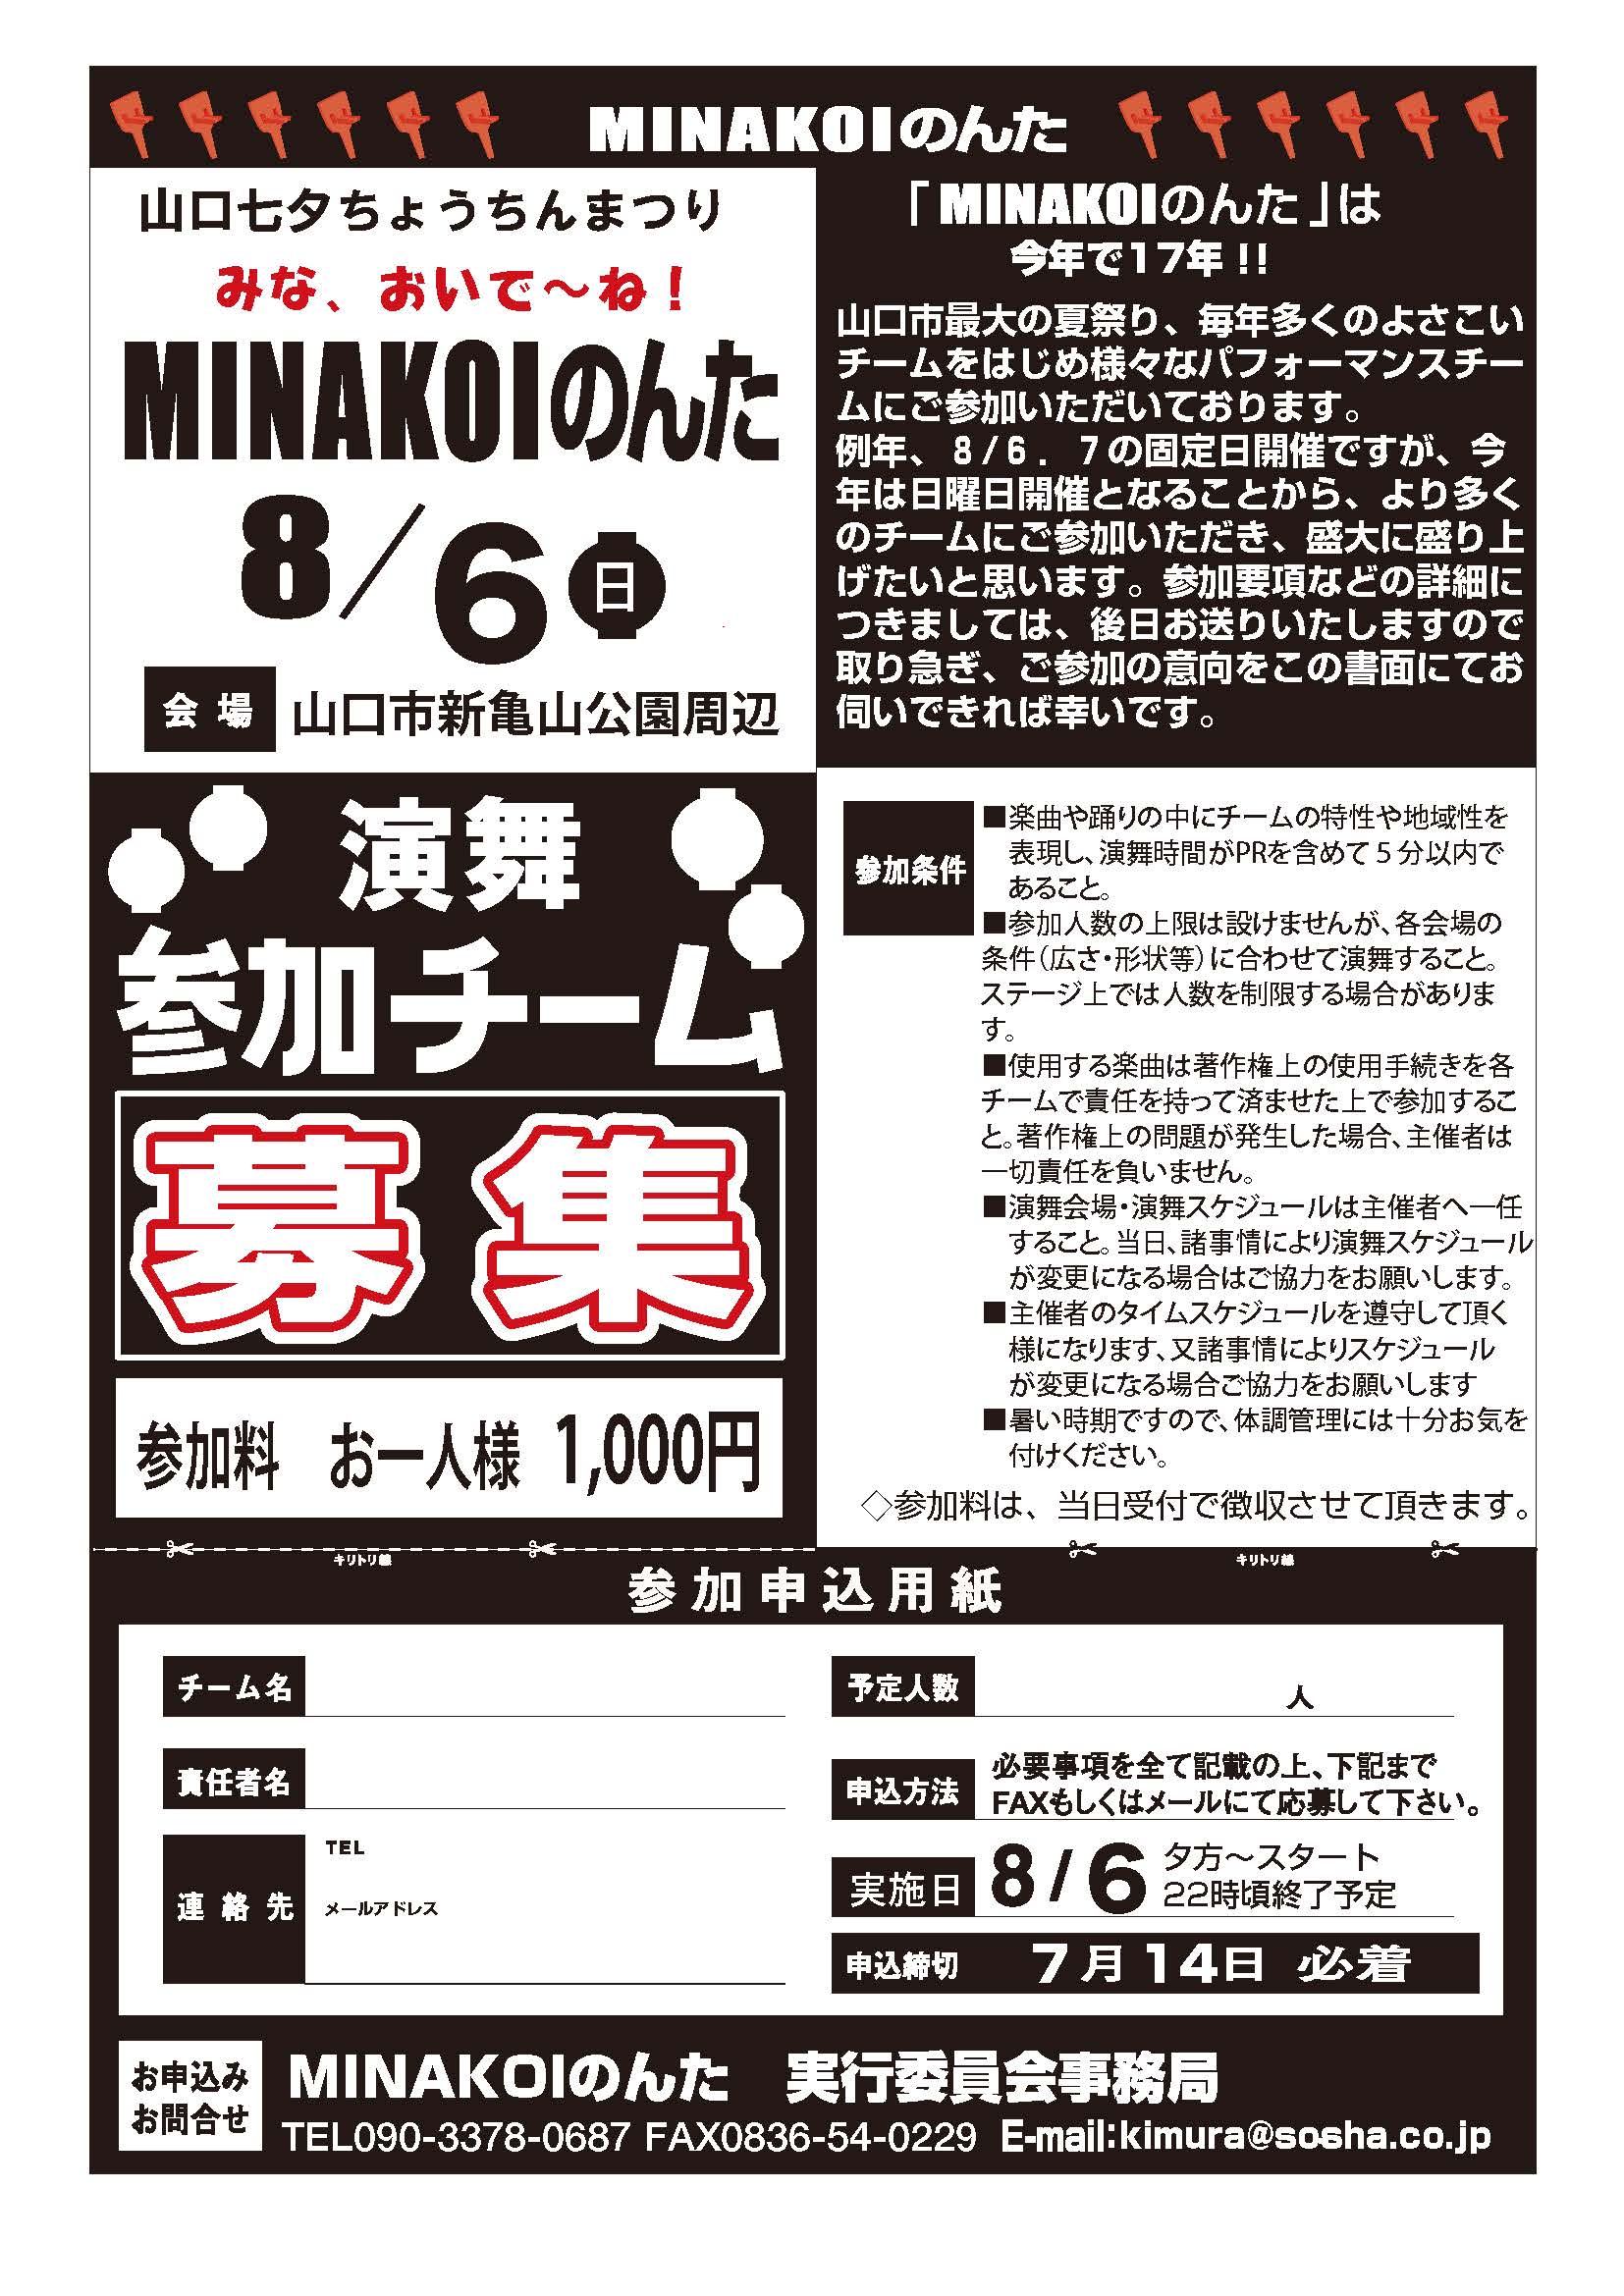 MINAKOIのんた
山口七夕ちょうちんまつり
みな、おいで～ね！
MINAKOIのんた
8/6日
会場 山口市新亀山公園周辺
「MINAKOIのんた」は
今年で17年!!
山口市最大の夏祭り、毎年多くのよさこい
チームをはじめ様々なパフォーマンスチー
ムにご参加いただいております。
例年、8/6．7の固定日開催ですが、今
年は日曜日開催となることから、より多く
のチームにご参加いただき、盛大に盛り上
げたいと思います。参加要項などの詳細に
つきましては、後日お送りいたしますので
取り急ぎ、ご参加の意向をこの書面にてお
伺いできれば幸いです。
演舞
参加チーム
募集
参加料 お一人様 1,000円
参加条件
■楽曲や踊りの中にチームの特性や地域性を
表現し、演舞時間がPRを含めて５分以内で
あること。
■参加人数の上限は設けませんが、各会場の
条件（広さ・形状等）に合わせて演舞すること。
ステージ上では人数を制限する場合がありま
す。
■使用する楽曲は著作権上の使用手続きを各
チームで責任を持って済ませた上で参加するこ
と。著作権上の問題が発生した場合、主催者は
一切責任を負いません。
■演舞会場・演舞スケジュールは主催者へ一任
すること。当日、諸事情により演舞スケジュール
が変更になる場合はご協力をお願いします。
■主催者のタイムスケジュールを遵守して頂く
様になります、又諸事情によりスケジュール
が変更になる場合ご協力をお願いします
■暑い時期ですので、体調管理には十分お気を
付けください。
◇参加料は、当日受付で徴収させて頂きます。
キリトリ線 キリトリ線
参加申込用紙
チーム名
責任者名
連絡先
TEL
メールアドレス
予定人数 人
申込方法
必要事項を全て記載の上、下記まで
FAXもしくはメールにて応募して下さい。
実施日 8/6
夕方～スタート
22時頃終了予定
申込締切 7月14日 必着
お申込み
お問合せ
MINAKOIのんた 実行委員会事務局
TEL090-3378-0687 FAX0836-54-0229 E-mail:kimura@sosha.co.jp